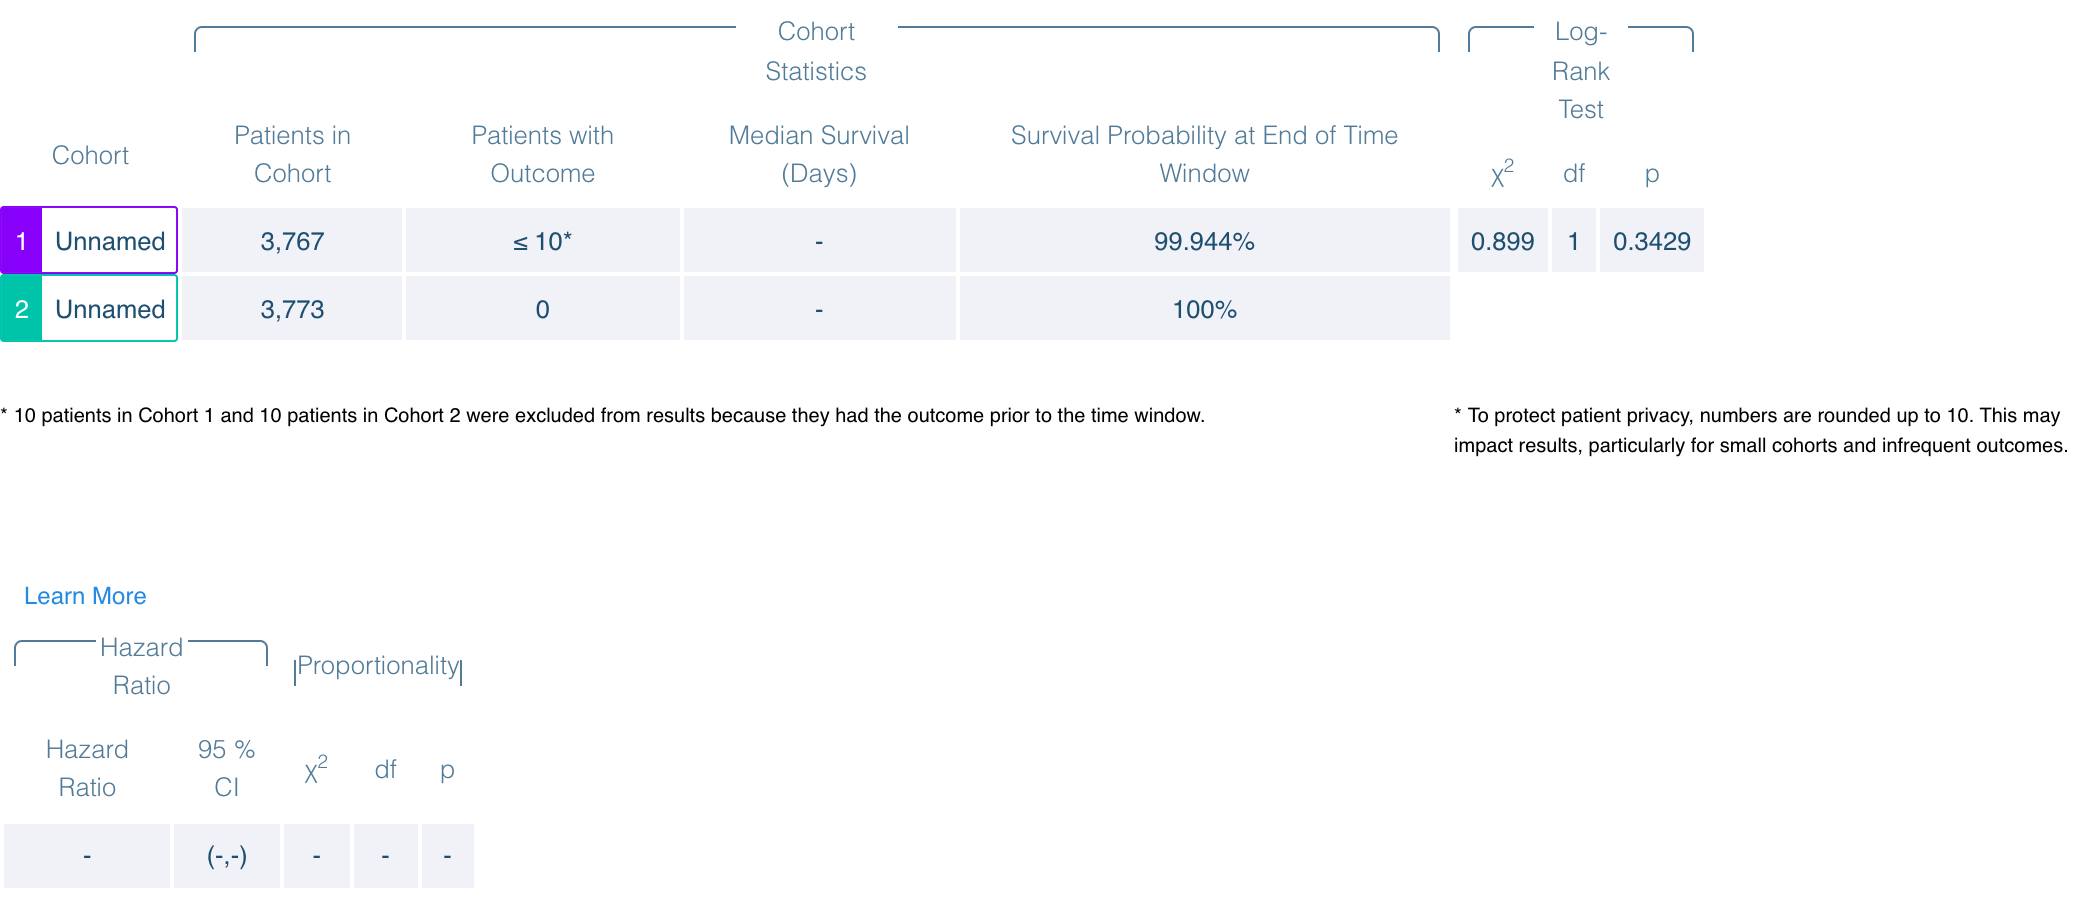 Cohort
Statistics
Log-
Rank
Test
Cohort
Patients in
Cohort
Patients with
Outcome
Median Survival
(Days)
Survival Probability at End of Time
Window
χ2 df p
1 Unnamed 3,767 ≤ 10* - 99.944% 0.899 1 0.3429
2 Unnamed 3,773 0 - 100%
* 10 patients in Cohort 1 and 10 patients in Cohort 2 were excluded from results because they had the outcome prior to the time window.
* To protect patient privacy, numbers are rounded up to 10. This may
impact results, particularly for small cohorts and infrequent outcomes.
Learn More
Hazard
Ratio
Proportionality
Hazard
Ratio
95 %
CI
χ2 df p
- (-,-) - - -